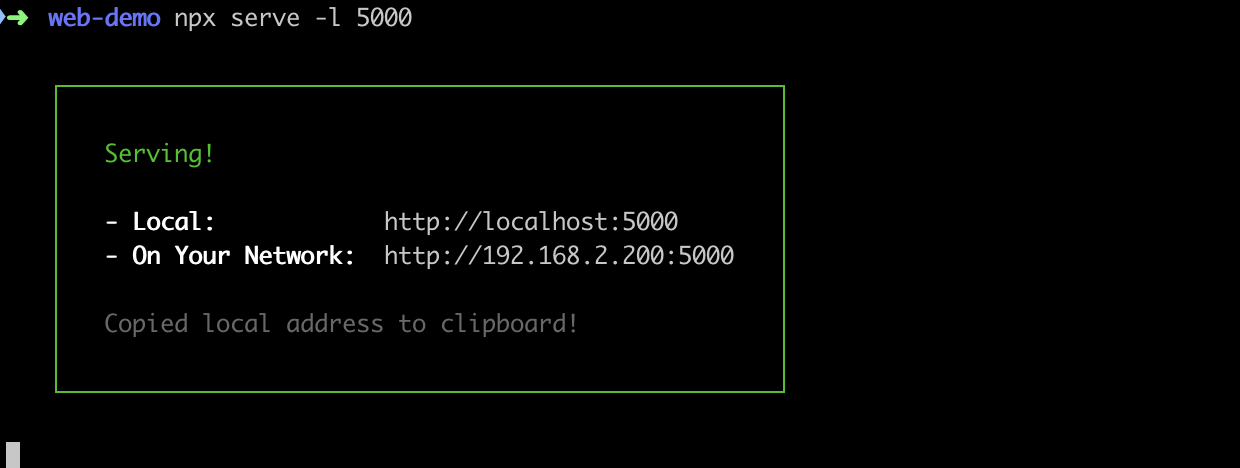 ➜ web-demo npx serve -l 5000
Serving!
- Local: http://localhost:5000
- On Your Network: http://192.168.2.200:5000
Copied local address to clipboard!